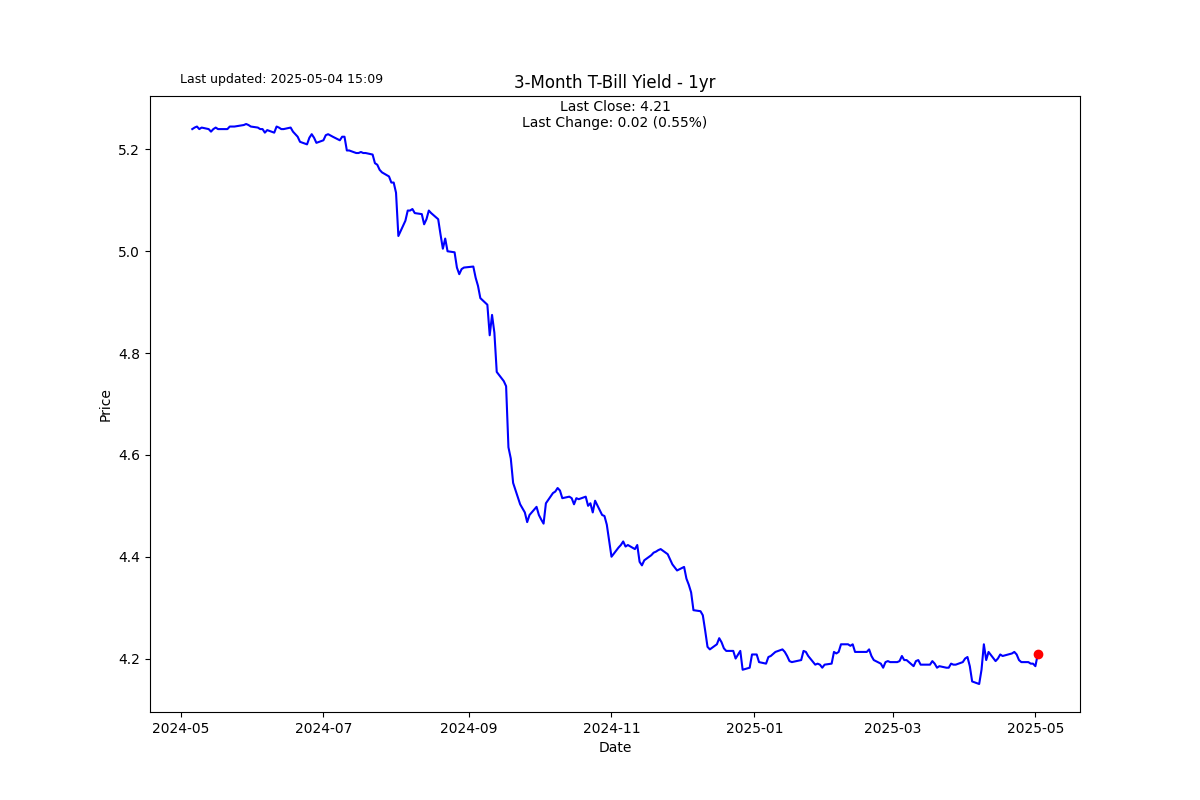 Last updated: 2025-05-04 15:09
3-Month T-Bill Yield - 1yr
Last Close: 4.21
Last Change: 0.02 (0.55%)
5.2
5.0
4.8
4.6
4.4
4.2
Price
2024-05
2024-07
2024-09
2024-11
2025-01
2025-03
2025-05
Date